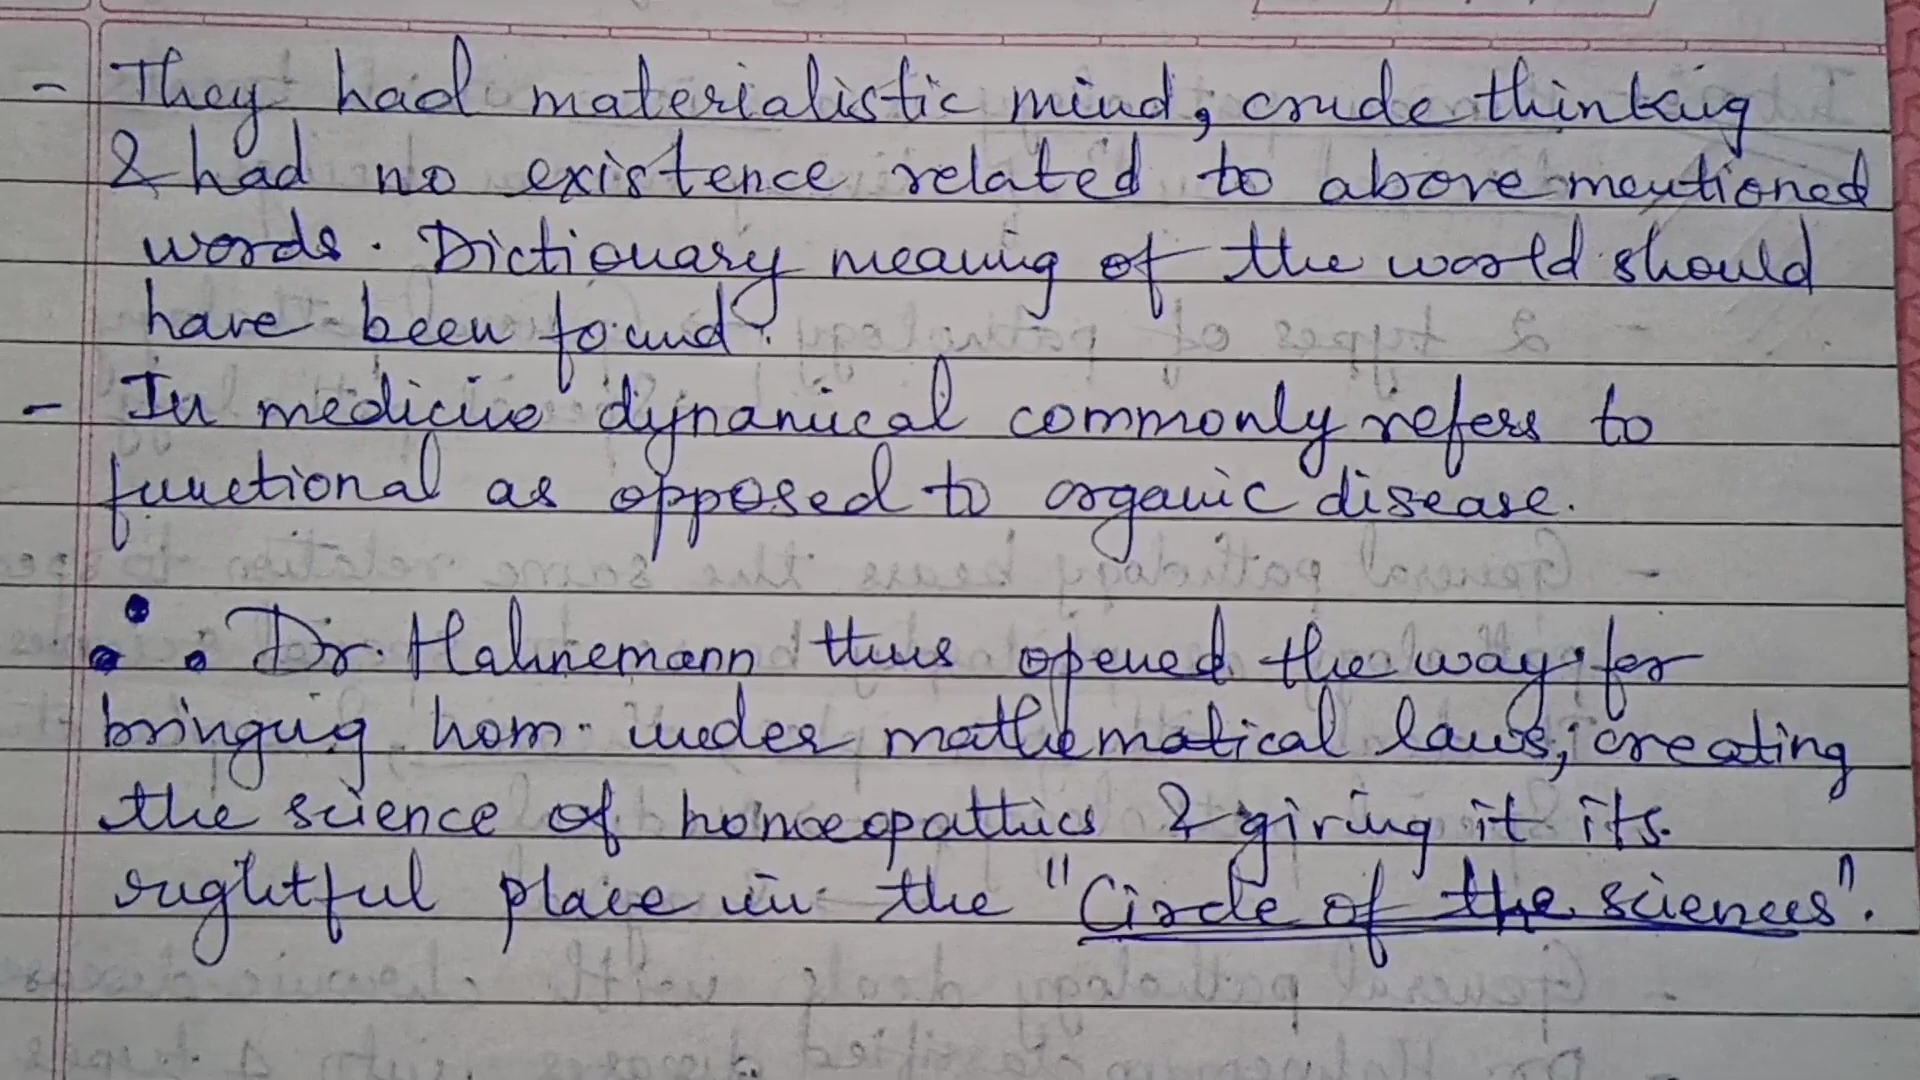 - They had materialistic mind, crude thinking
& had no existence related to above mentioned
words. Dictionary meaning of the world should
have been found.
- In medicine dynamical commonly refers to
functional as opposed to organic disease.
∴ Dr. Hahnemann thus opened the way for
bringing hom. under mathematical laws, creating
the science of homoeopathics & giving it its
rightful place in the "Circle of the sciences".